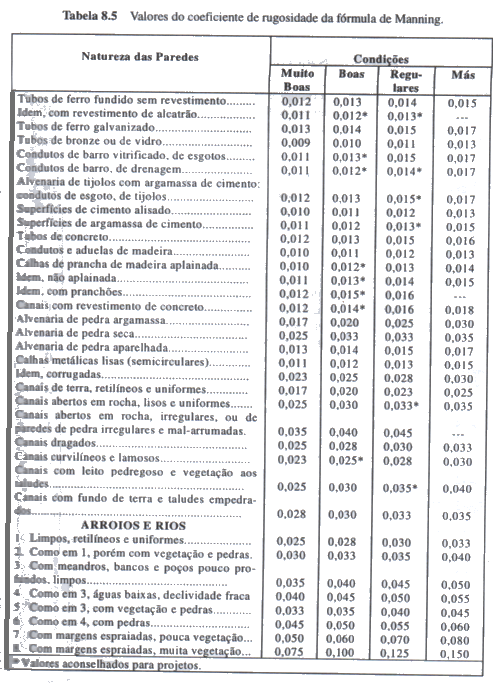 Tabela 8.5 Valores do coeficiente de rugosidade da fórmula de Manning.
Natureza das Paredes Condições
Muito Boas Boas Regu- lares Más
Tubos de ferro fundido sem revestimento......... 0,012 0,013 0,014 0,015
Idem, com revestimento de alcatrão............... 0,011 0,012* 0,013* ---
Tubos de ferro galvanizado.......................... 0,013 0,014 0,015 0,017
Tubos de bronze ou de vidro........................ 0,009 0,010 0,011 0,013
Condutos de barro vitrificado, de esgotos........ 0,011 0,013* 0,015 0,017
Condutos de barro, de drenagem................... 0,011 0,012* 0,014* 0,017
Alvenaria de tijolos com argamassa de cimento:
condutos de esgoto, de tijolos...................... 0,012 0,013 0,015* 0,017
Superfícies de cimento alisado..................... 0,010 0,011 0,012 0,013
Superfícies de argamassa de cimento............. 0,011 0,012 0,013* 0,015
Tubos de concreto..................................... 0,012 0,013 0,015 0,016
Condutos e aduelas de madeira.................... 0,010 0,011 0,012 0,013
Calhas de prancha de madeira aplainada......... 0,010 0,012* 0,013 0,014
Idem, não aplainada.................................. 0,011 0,013* 0,014 0,015
Idem, com pranchões................................. 0,012 0,015* 0,016 ---
Canais com revestimento de concreto............. 0,012 0,014* 0,016 0,018
Alvenaria de pedra argamassa...................... 0,017 0,020 0,025 0,030
Alvenaria de pedra seca.............................. 0,025 0,033 0,033 0,035
Alvenaria de pedra aparelhada..................... 0,013 0,014 0,015 0,017
Calhas metálicas lisas (semicirculares)........... 0,011 0,012 0,013 0,015
Idem, corrugadas...................................... 0,023 0,025 0,028 0,030
Canais de terra, retilíneos e uniformes............ 0,017 0,020 0,023 0,025
Canais abertos em rocha, lisos e uniformes....... 0,025 0,030 0,033* 0,035
Canais abertos em rocha, irregulares, ou de
paredes de pedra irregulares e mal-arrumadas. 0,035 0,040 0,045 ---
Canais dragados....................................... 0,025 0,028 0,030 0,033
Canais curvilíneos e lamosos....................... 0,023 0,025* 0,028 0,030
Canais com leito pedregoso e vegetação aos
taludes.................................................. 0,025 0,030 0,035* 0,040
Canais com fundo de terra e taludes empedra-
dos....................................................... 0,028 0,030 0,033 0,035
ARROIOS E RIOS
1. Limpos, retilíneos e uniformes.................. 0,025 0,028 0,030 0,033
2. Como em 1, porém com vegetação e pedras. 0,030 0,033 0,035 0,040
3. Com meandros, bancos e poços pouco pro-
fundos, limpos......................................... 0,035 0,040 0,045 0,050
4. Como em 3, águas baixas, declividade fraca 0,040 0,045 0,050 0,055
5. Como em 3, com vegetação e pedras.......... 0,033 0,035 0,040 0,045
6. Como em 4, com pedras........................... 0,045 0,050 0,055 0,060
7. Com margens espraiadas, pouca vegetação... 0,050 0,060 0,070 0,080
8. Com margens espraiadas, muita vegetação... 0,075 0,100 0,125 0,150
* Valores aconselhados para projetos.